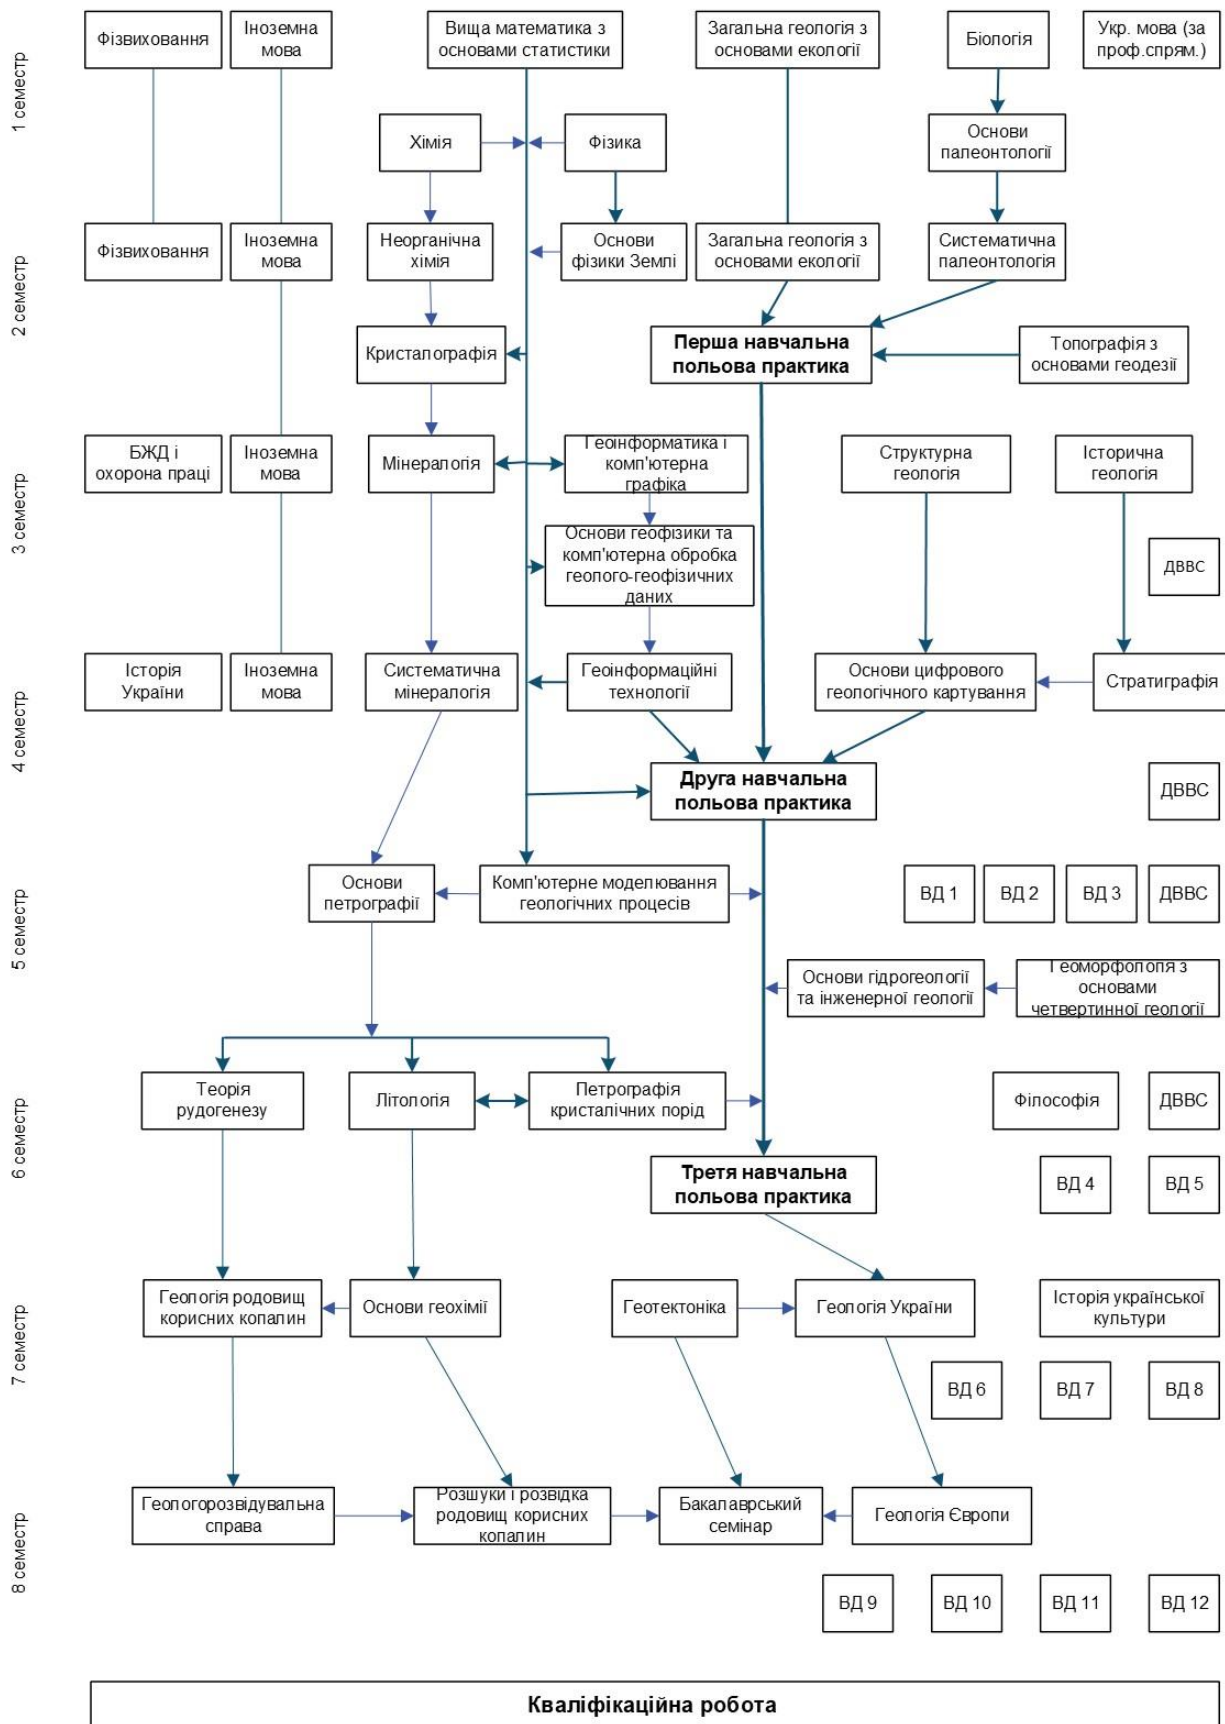 1 семестр
Фізвиховання
Іноземна
мова
Вища математика з
основами статистики
Загальна геологія з
основами екології
Біологія
Укр. мова (за
проф.спрям.)
Хімія
Фізика
Основи
палеонтології
2 семестр
Фізвиховання
Іноземна
мова
Неорганічна
хімія
Основи
фізики Землі
Загальна геологія з
основами екології
Систематична
палеонтологія
Кристалографія
Перша навчальна
польова практика
Топографія з
основами геодезії
3 семестр
БЖД і
охорона праці
Іноземна
мова
Мінералогія
Геоінформатика і
комп'ютерна
графіка
Структурна
геологія
Історична
геологія
Основи геофізики та
комп'ютерна обробка
геолого-геофізичних
даних
ДВВС
4 семестр
Історія
України
Іноземна
мова
Систематична
мінералогія
Геоінформаційні
технології
Основи цифрового
геологічного картування
Стратиграфія
Друга навчальна
польова практика
ДВВС
5 семестр
Основи
петрографії
Комп'ютерне моделювання
геологічних процесів
ВД 1
ВД 2
ВД 3
ДВВС
Основи гідрогеології
та інженерної геології
Геоморфологія з
основами
четвертинної геології
6 семестр
Теорія
рудогенезу
Літологія
Петрографія
кристалічних порід
Філософія
ДВВС
Третя навчальна
польова практика
ВД 4
ВД 5
7 семестр
Геологія родовищ
корисних копалин
Основи геохімії
Геотектоніка
Геологія України
Історія української
культури
ВД 6
ВД 7
ВД 8
8 семестр
Геологорозвідувальна
справа
Розшуки і розвідка
родовищ корисних
копалин
Бакалаврський
семінар
Геологія Європи
ВД 9
ВД 10
ВД 11
ВД 12
Кваліфікаційна робота